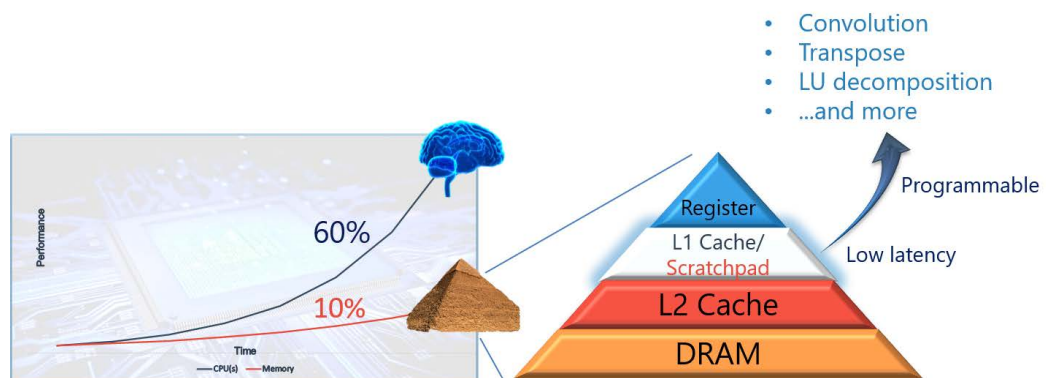 • Convolution
• Transpose
• LU decomposition
• ...and more
Programmable
Low latency
Performance
60%
10%
Time
CPU(s) Memory
Register
L1 Cache/
Scratchpad
L2 Cache
DRAM